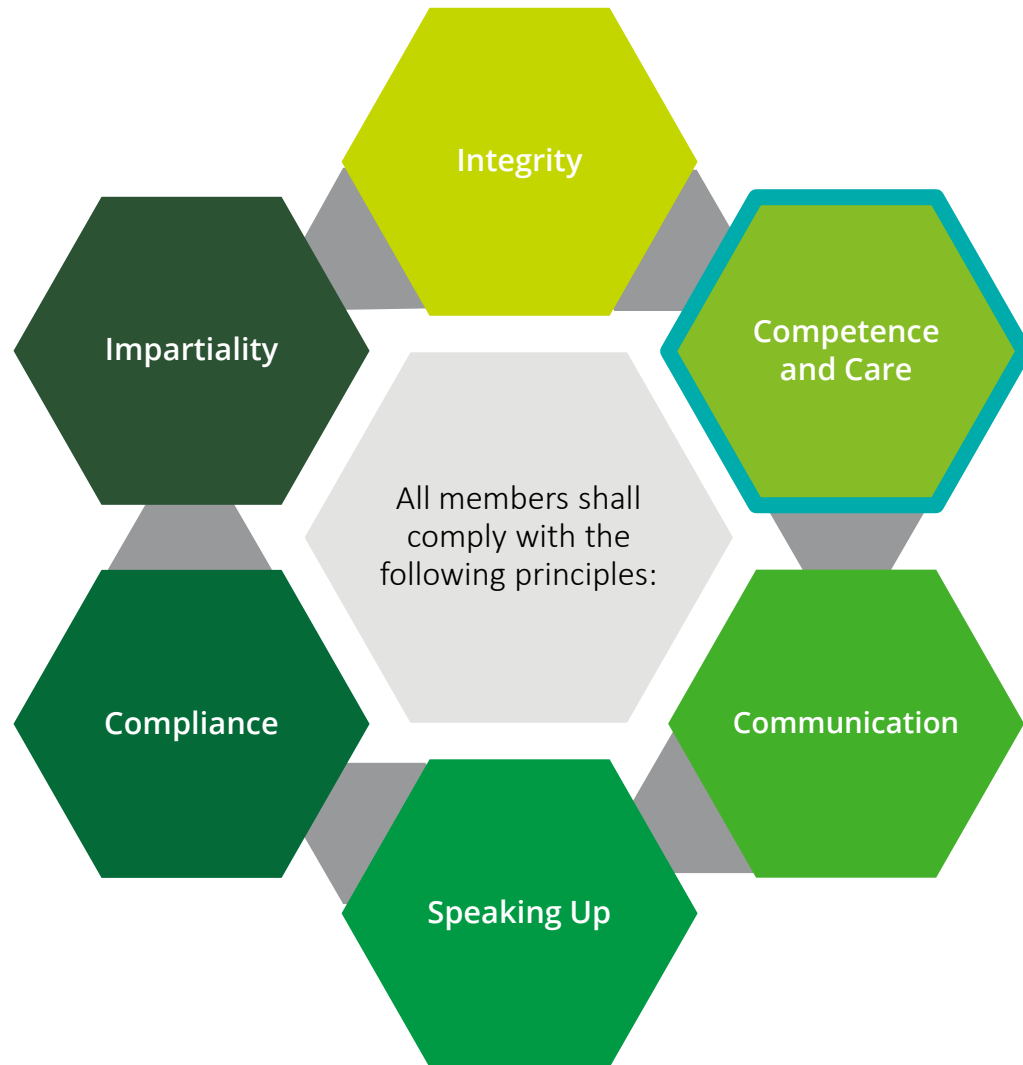 Integrity
Competence
and Care
Communication
Speaking Up
Compliance
Impartiality
All members shall
comply with the
following principles: